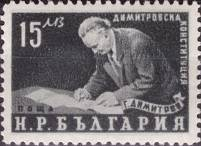 15 ЛВ
ДИМИТРОВСКА
КОНСТИТУЦИЯ
ПОЩА
Г. ДИМИТРОВ
Н.Р. БЪЛГАРИЯ